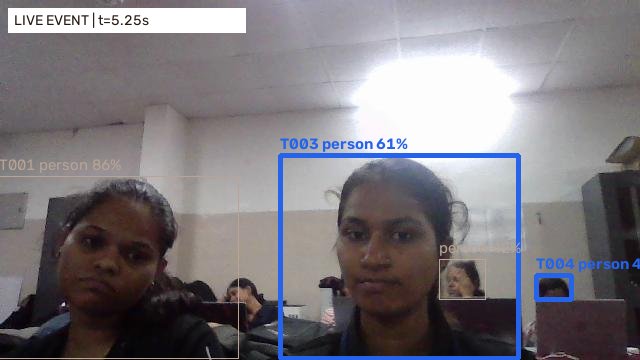 LIVE EVENT | t=5.25s
T003 person 61%
T001 person 86%
T004 person 4